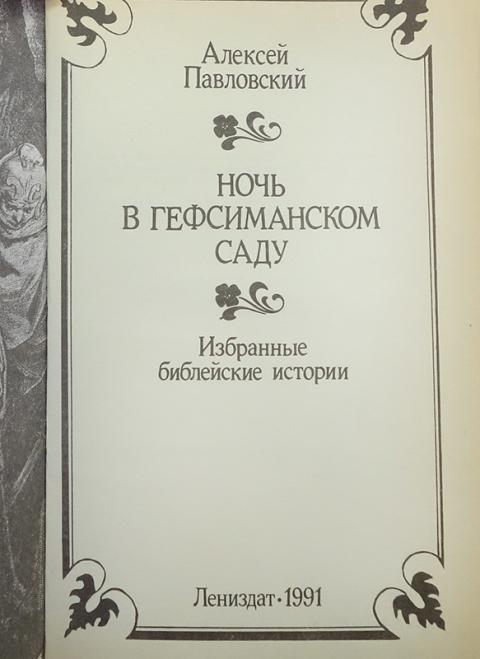 Алексей
Павловский
НОЧЬ
В ГЕФСИМАНСКОМ
САДУ
Избранные
библейские истории
Лениздат·1991